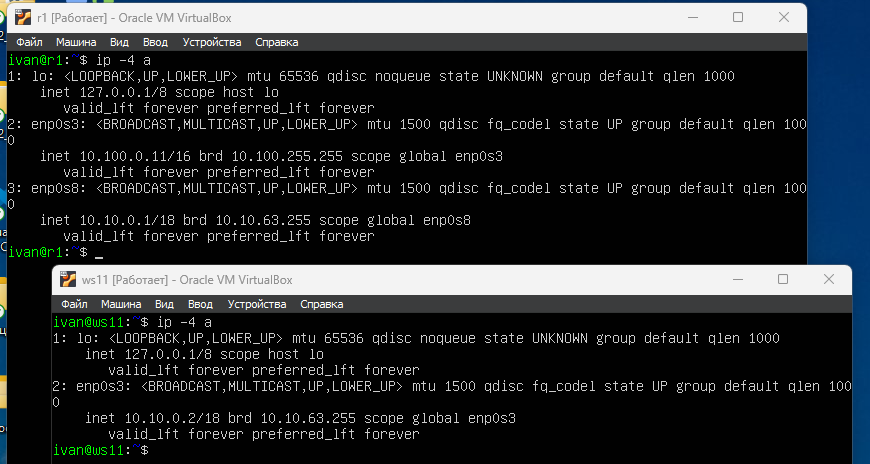 r1 [Работает] - Oracle VM VirtualBox
Файл Машина Вид Ввод Устройства Справка
ivan@r1:~$ ip -4 a
1: lo: <LOOPBACK,UP,LOWER_UP> mtu 65536 qdisc noqueue state UNKNOWN group default qlen 1000
    inet 127.0.0.1/8 scope host lo
       valid_lft forever preferred_lft forever
2: enp0s3: <BROADCAST,MULTICAST,UP,LOWER_UP> mtu 1500 qdisc fq_codel state UP group default qlen 100
0
    inet 10.100.0.11/16 brd 10.100.255.255 scope global enp0s3
       valid_lft forever preferred_lft forever
3: enp0s8: <BROADCAST,MULTICAST,UP,LOWER_UP> mtu 1500 qdisc fq_codel state UP group default qlen 100
0
    inet 10.10.0.1/18 brd 10.10.63.255 scope global enp0s8
       valid_lft forever preferred_lft forever
ivan@r1:~$ _
ws11 [Работает] - Oracle VM VirtualBox
Файл Машина Вид Ввод Устройства Справка
ivan@ws11:~$ ip -4 a
1: lo: <LOOPBACK,UP,LOWER_UP> mtu 65536 qdisc noqueue state UNKNOWN group default qlen 1000
    inet 127.0.0.1/8 scope host lo
       valid_lft forever preferred_lft forever
2: enp0s3: <BROADCAST,MULTICAST,UP,LOWER_UP> mtu 1500 qdisc fq_codel state UP group default qlen 100
0
    inet 10.10.0.2/18 brd 10.10.63.255 scope global enp0s3
       valid_lft forever preferred_lft forever
ivan@ws11:~$